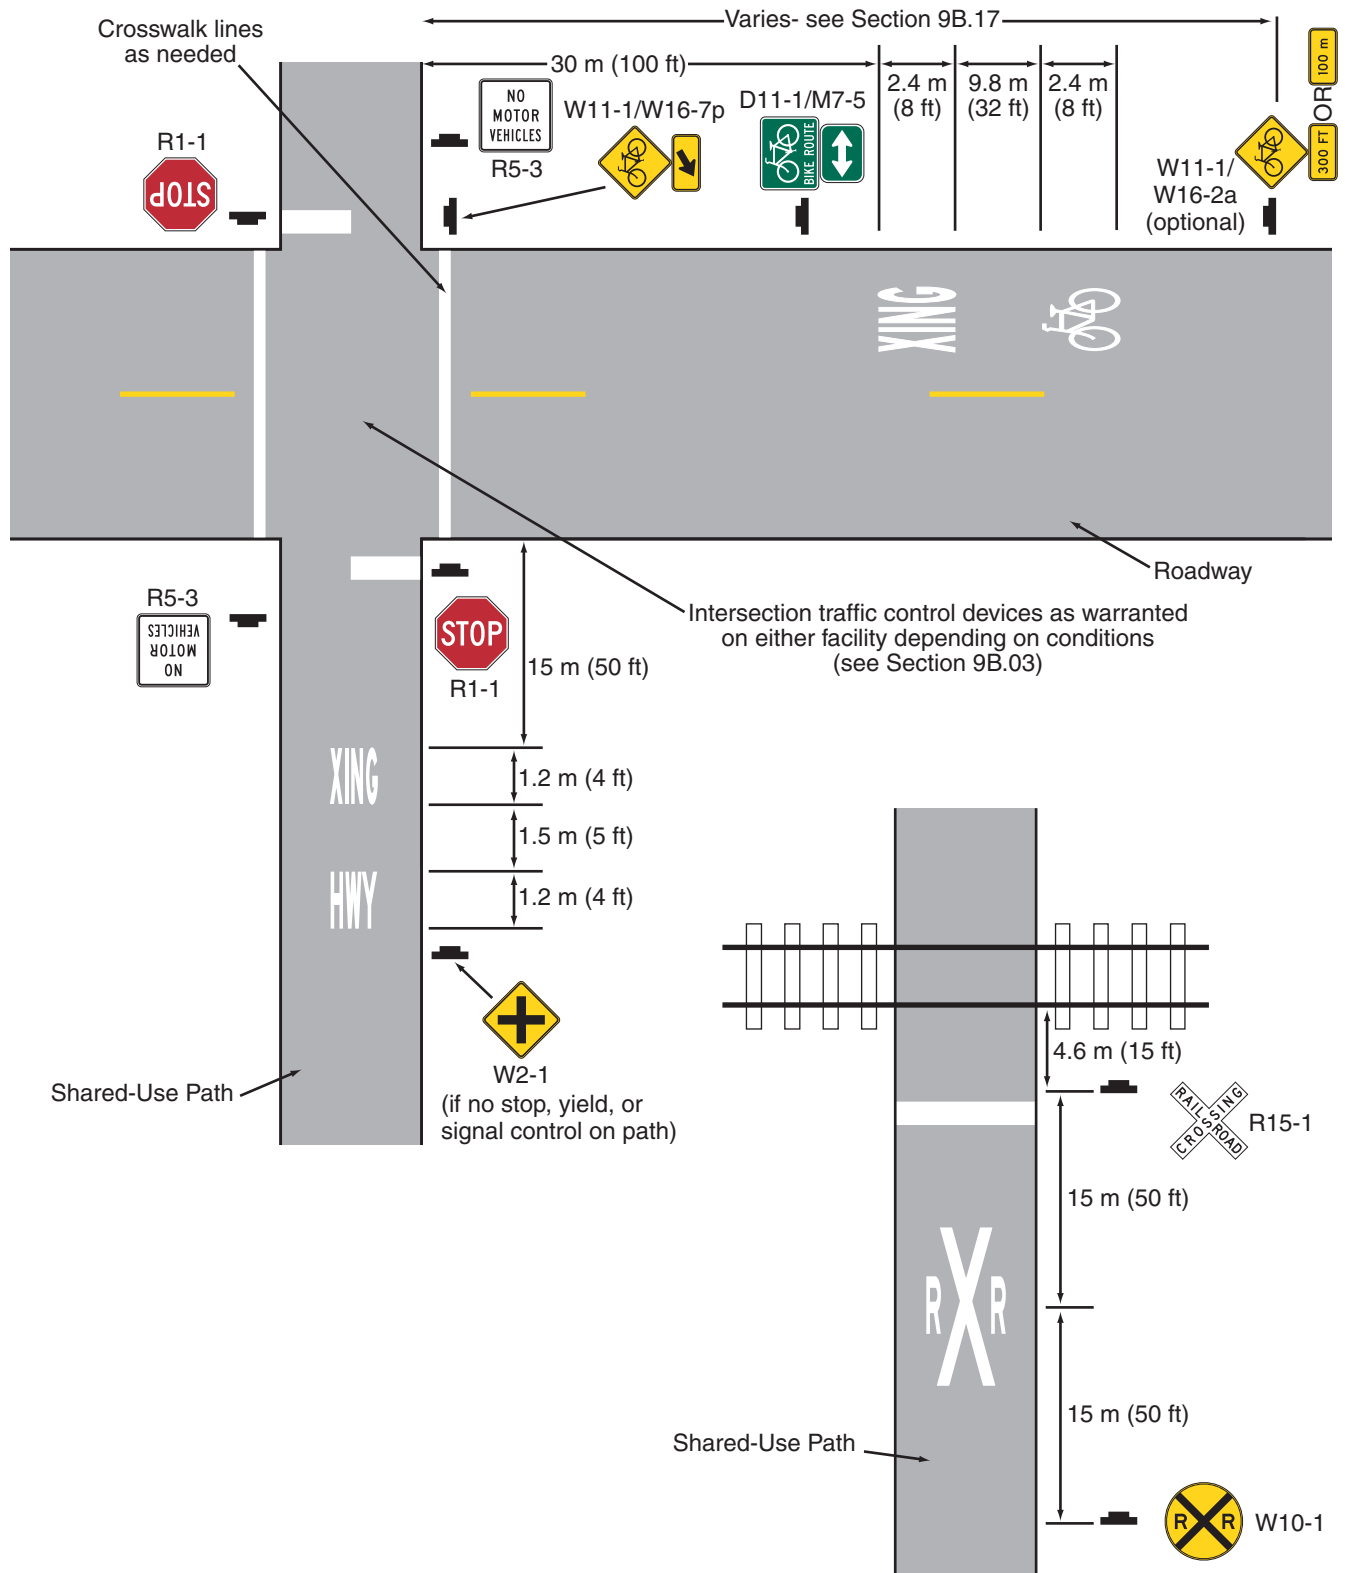 Varies- see Section 9B.17
Crosswalk lines
as needed
30 m (100 ft)
2.4 m
(8 ft)
9.8 m
(32 ft)
2.4 m
(8 ft)
100 m
OR
300 FT
NO
MOTOR
VEHICLES
R5-3
W11-1/W16-7p
D11-1/M7-5
BIKE ROUTE
W11-1/
W16-2a
(optional)
R1-1
STOP
XING
Roadway
Intersection traffic control devices as warranted
on either facility depending on conditions
(see Section 9B.03)
R5-3
NO
MOTOR
VEHICLES
STOP
R1-1
15 m (50 ft)
XING
1.2 m (4 ft)
1.5 m (5 ft)
HWY
1.2 m (4 ft)
W2-1
(if no stop, yield, or
signal control on path)
Shared-Use Path
4.6 m (15 ft)
RAIL ROAD
CROSSING
R15-1
15 m (50 ft)
R X R
15 m (50 ft)
Shared-Use Path
R R
W10-1